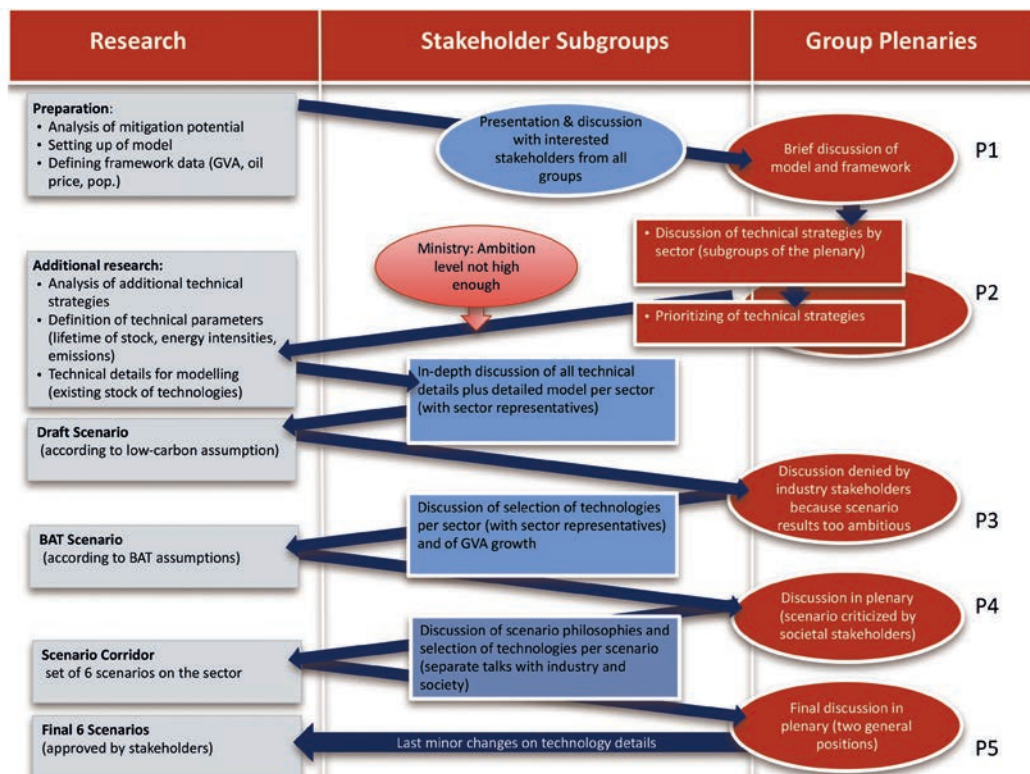 Research
Stakeholder Subgroups
Group Plenaries
Preparation:
• Analysis of mitigation potential
• Setting up of model
• Defining framework data (GVA, oil
price, pop.)
Presentation & discussion
with interested
stakeholders from all
groups
Brief discussion of
model and framework
P1
• Discussion of technical strategies by
sector (subgroups of the plenary)
Ministry: Ambition
level not high
enough
Additional research:
• Analysis of additional technical
strategies
• Definition of technical parameters
(lifetime of stock, energy intensities,
emissions)
• Technical details for modelling
(existing stock of technologies)
P2
• Prioritizing of technical strategies
In-depth discussion of all technical
details plus detailed model per sector
(with sector representatives)
Draft Scenario
(according to low-carbon assumption)
Discussion denied by
industry stakeholders
because scenario
results too ambitious
P3
Discussion of selection of technologies
per sector (with sector representatives)
and of GVA growth
BAT Scenario
(according to BAT assumptions)
Discussion in plenary
(scenario criticized by
societal stakeholders)
P4
Discussion of scenario philosophies and
selection of technologies per scenario
(separate talks with industry and
society)
Scenario Corridor
set of 6 scenarios on the sector
Final discussion in
plenary (two general
positions)
P5
Final 6 Scenarios
(approved by stakeholders)
Last minor changes on technology details